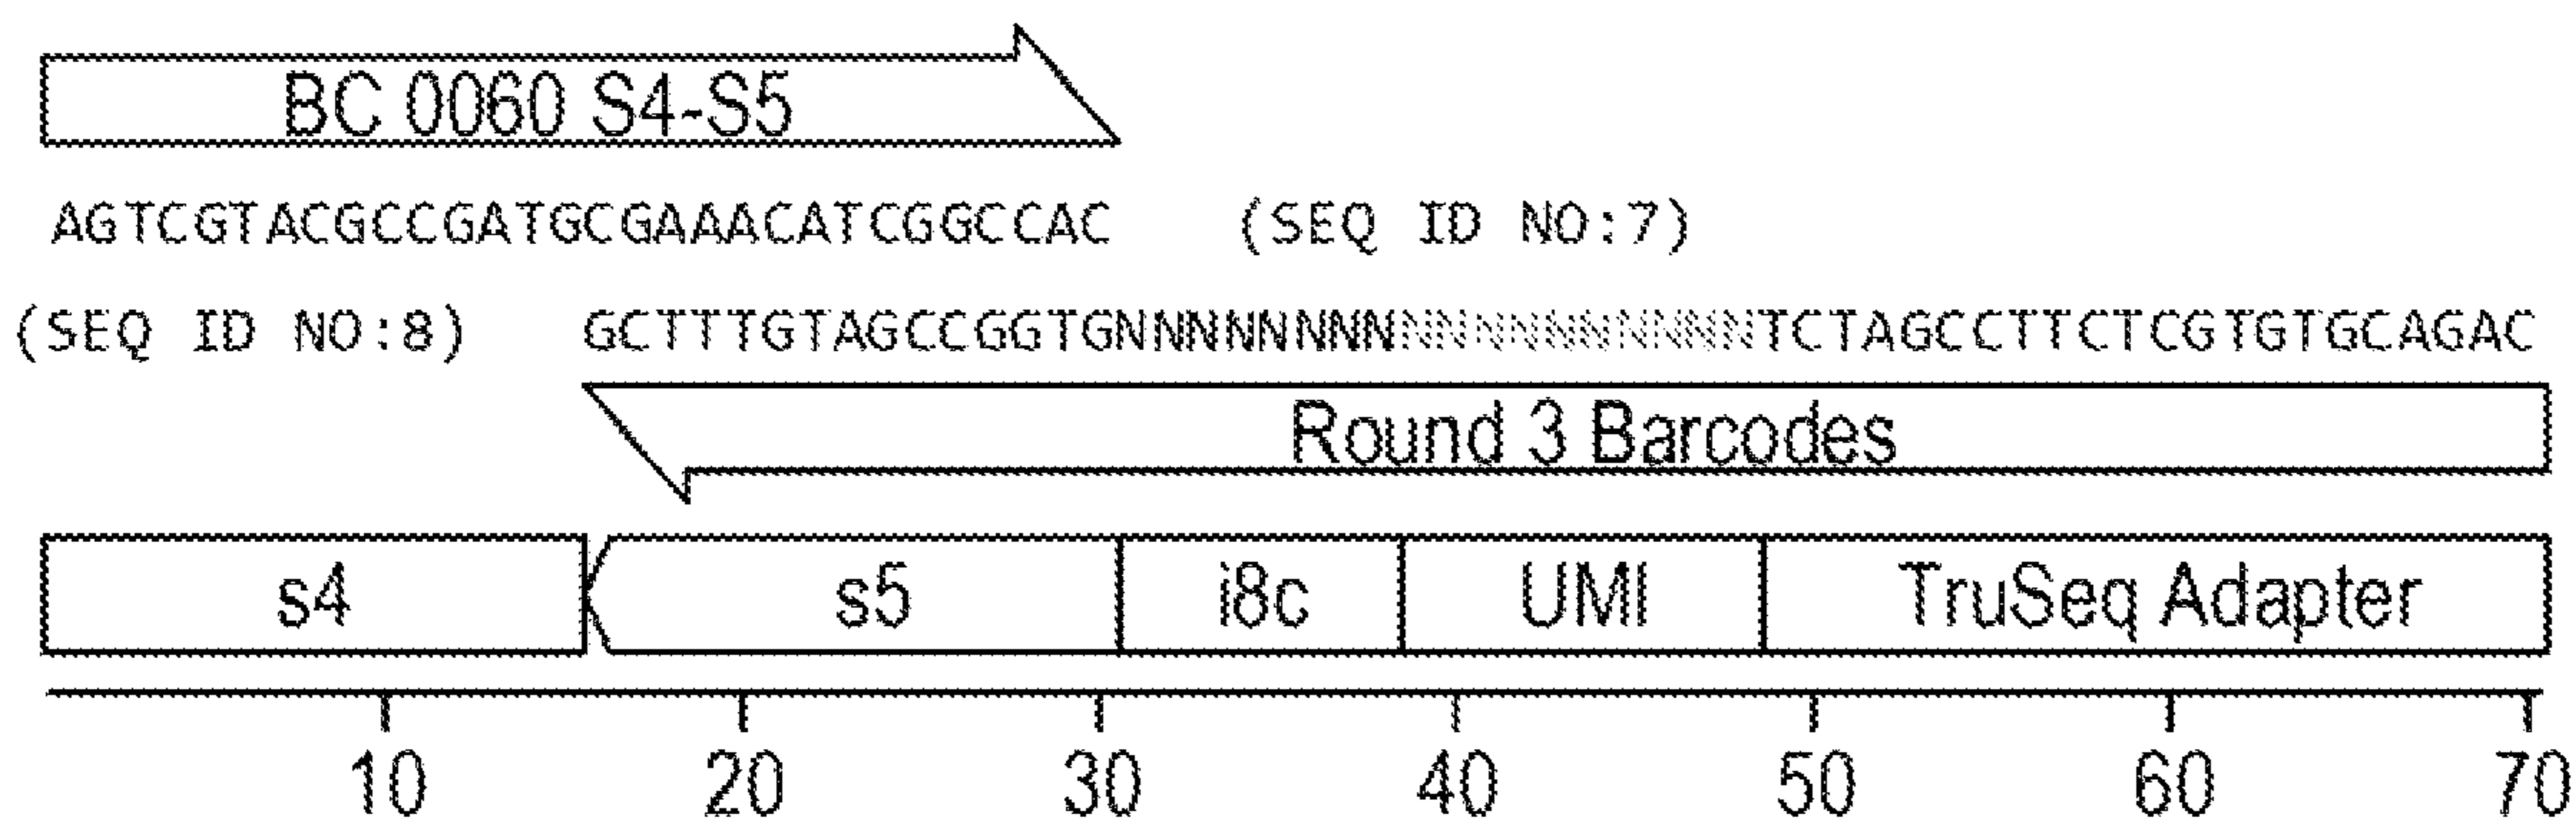 BC 0060 S4-S5
AGTCGTACGCCGATGCGAAACATCGGCCAC (SEQ ID NO:7)
(SEQ ID NO:8) GCTTTGTAGCCGGTGNNNNNNNNNNNNNNNNNNTCTAGCCTTCTCGTGTGCAGAC
Round 3 Barcodes
s4 s5 i8c UMI TruSeq Adapter
10 20 30 40 50 60 70